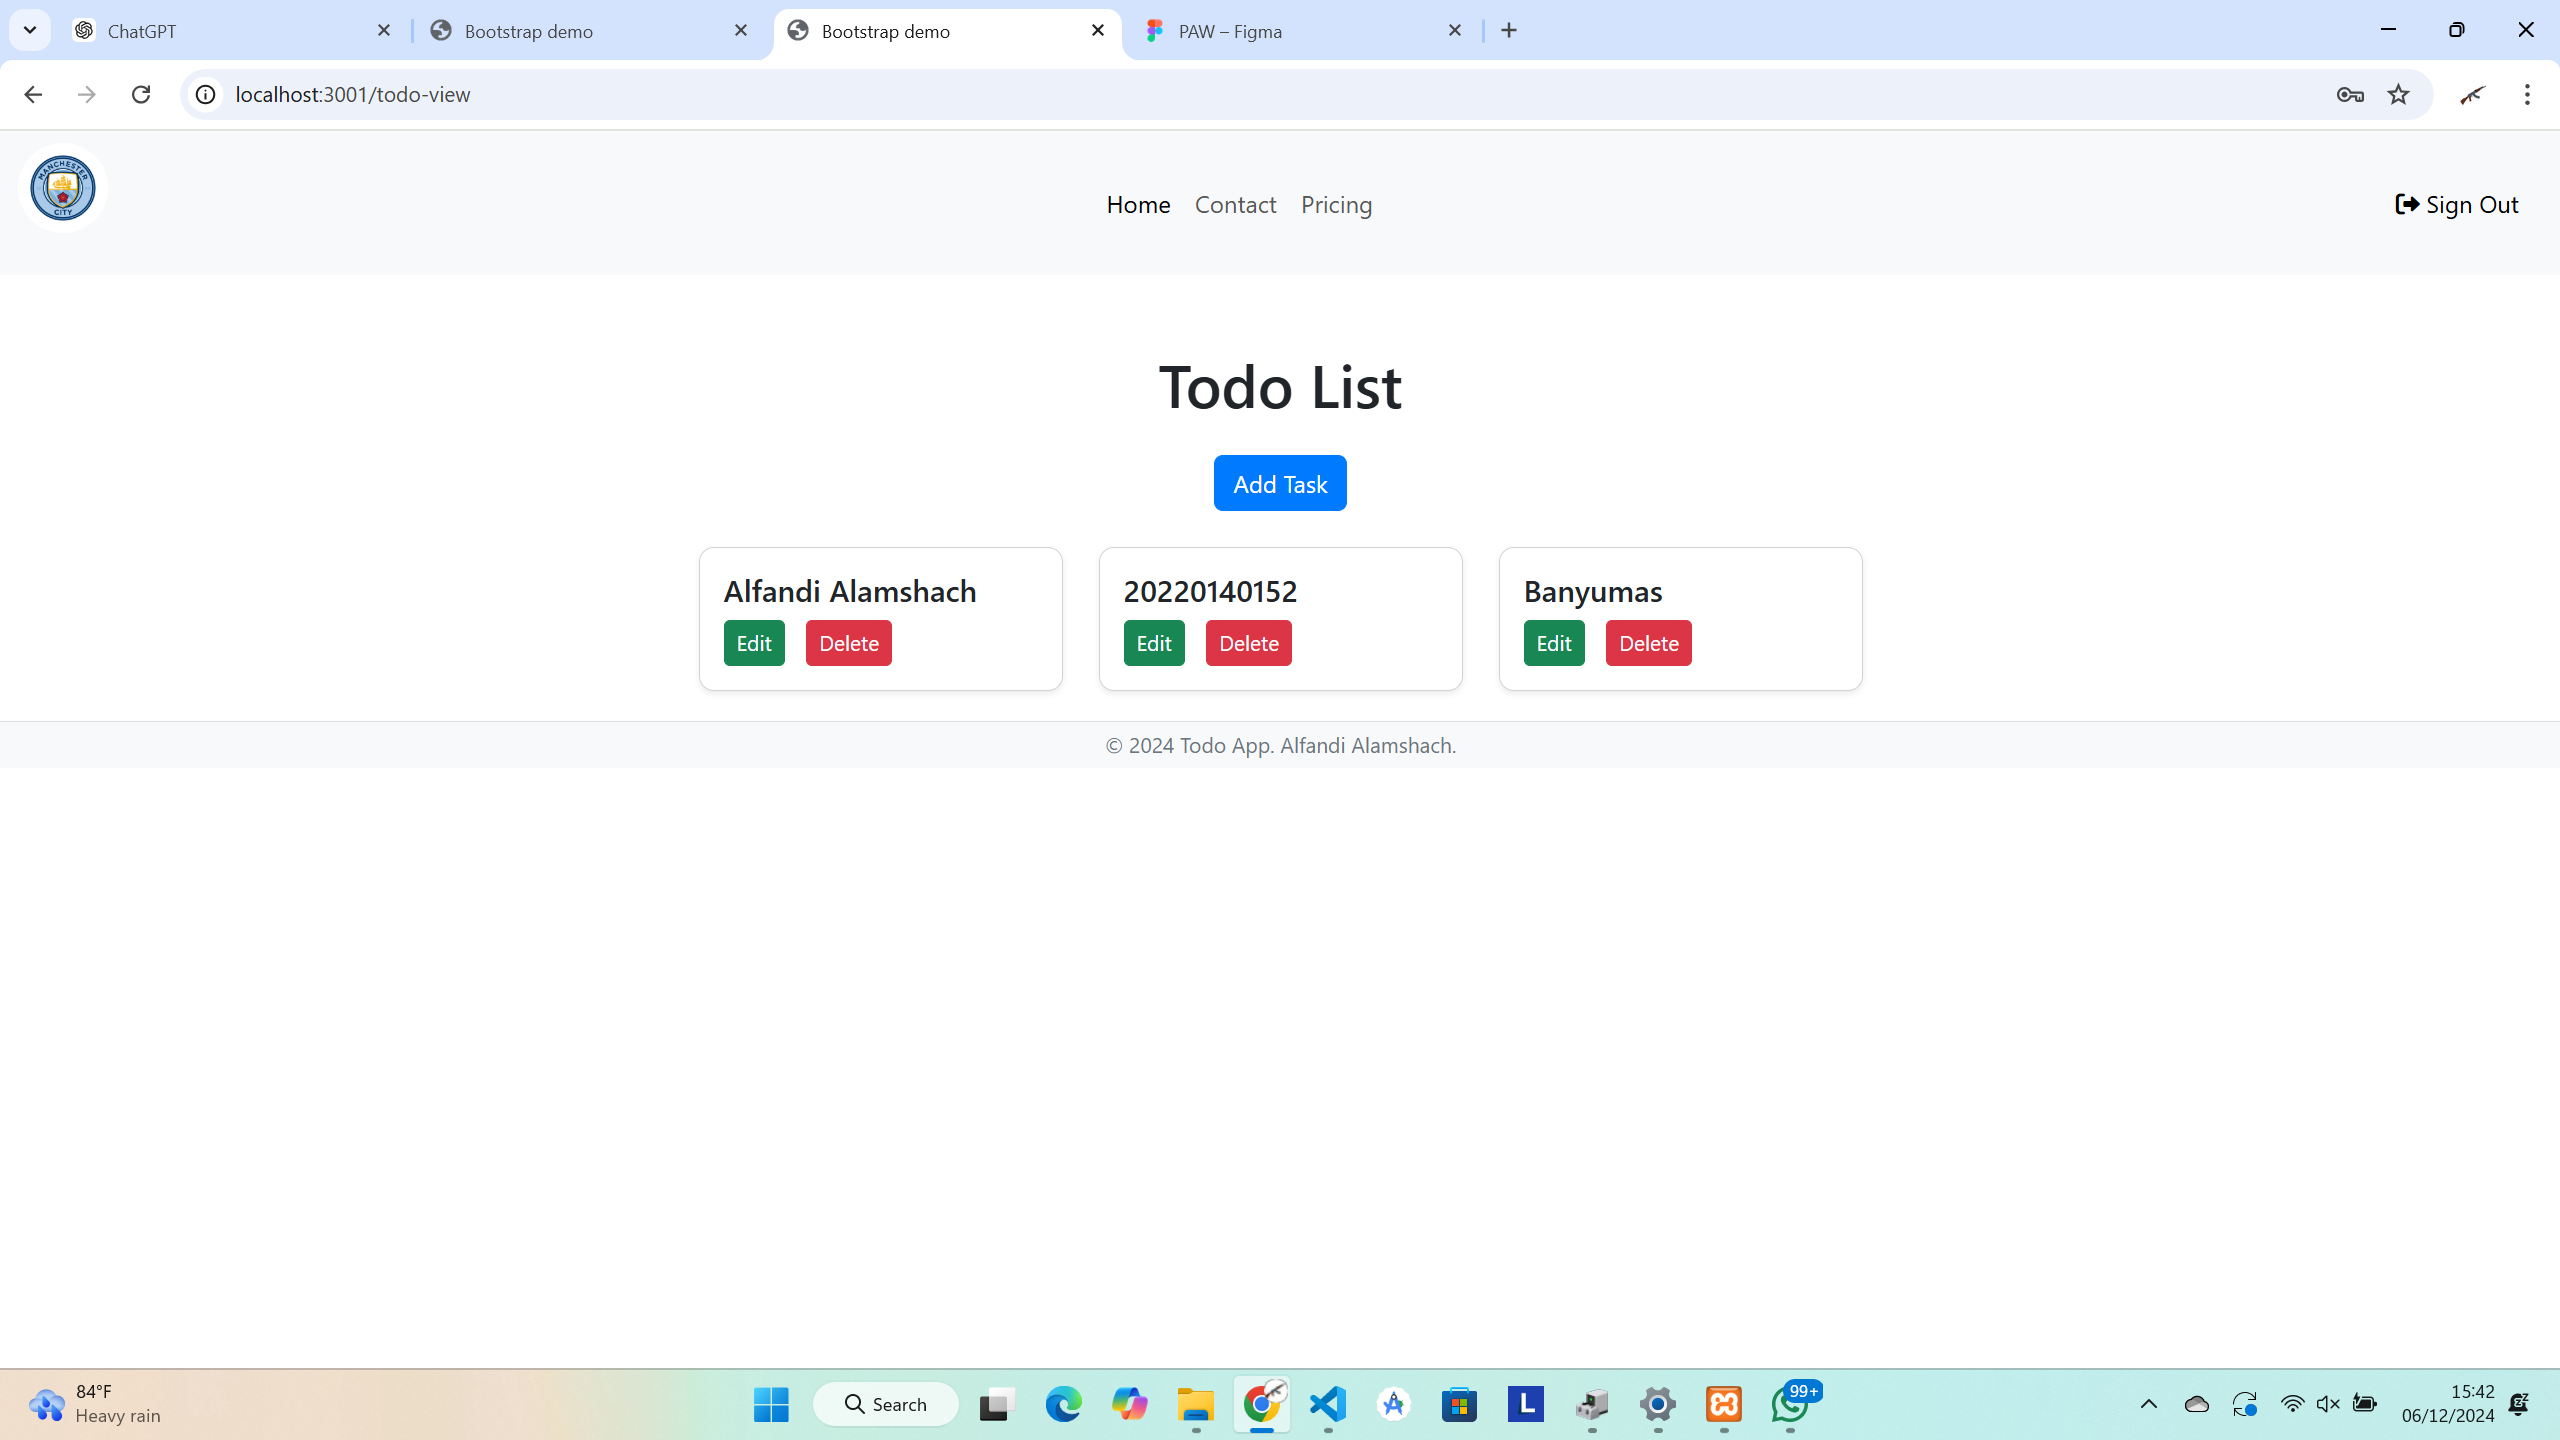 ChatGPT
Bootstrap demo
Bootstrap demo
PAW – Figma
localhost:3001/todo-view
MANCHESTER
CITY
Home Contact Pricing
Sign Out
Todo List
Add Task
Alfandi Alamshach
Edit Delete
20220140152
Edit Delete
Banyumas
Edit Delete
© 2024 Todo App. Alfandi Alamshach.
84°F
Heavy rain
Search
L
99+
15:42
06/12/2024